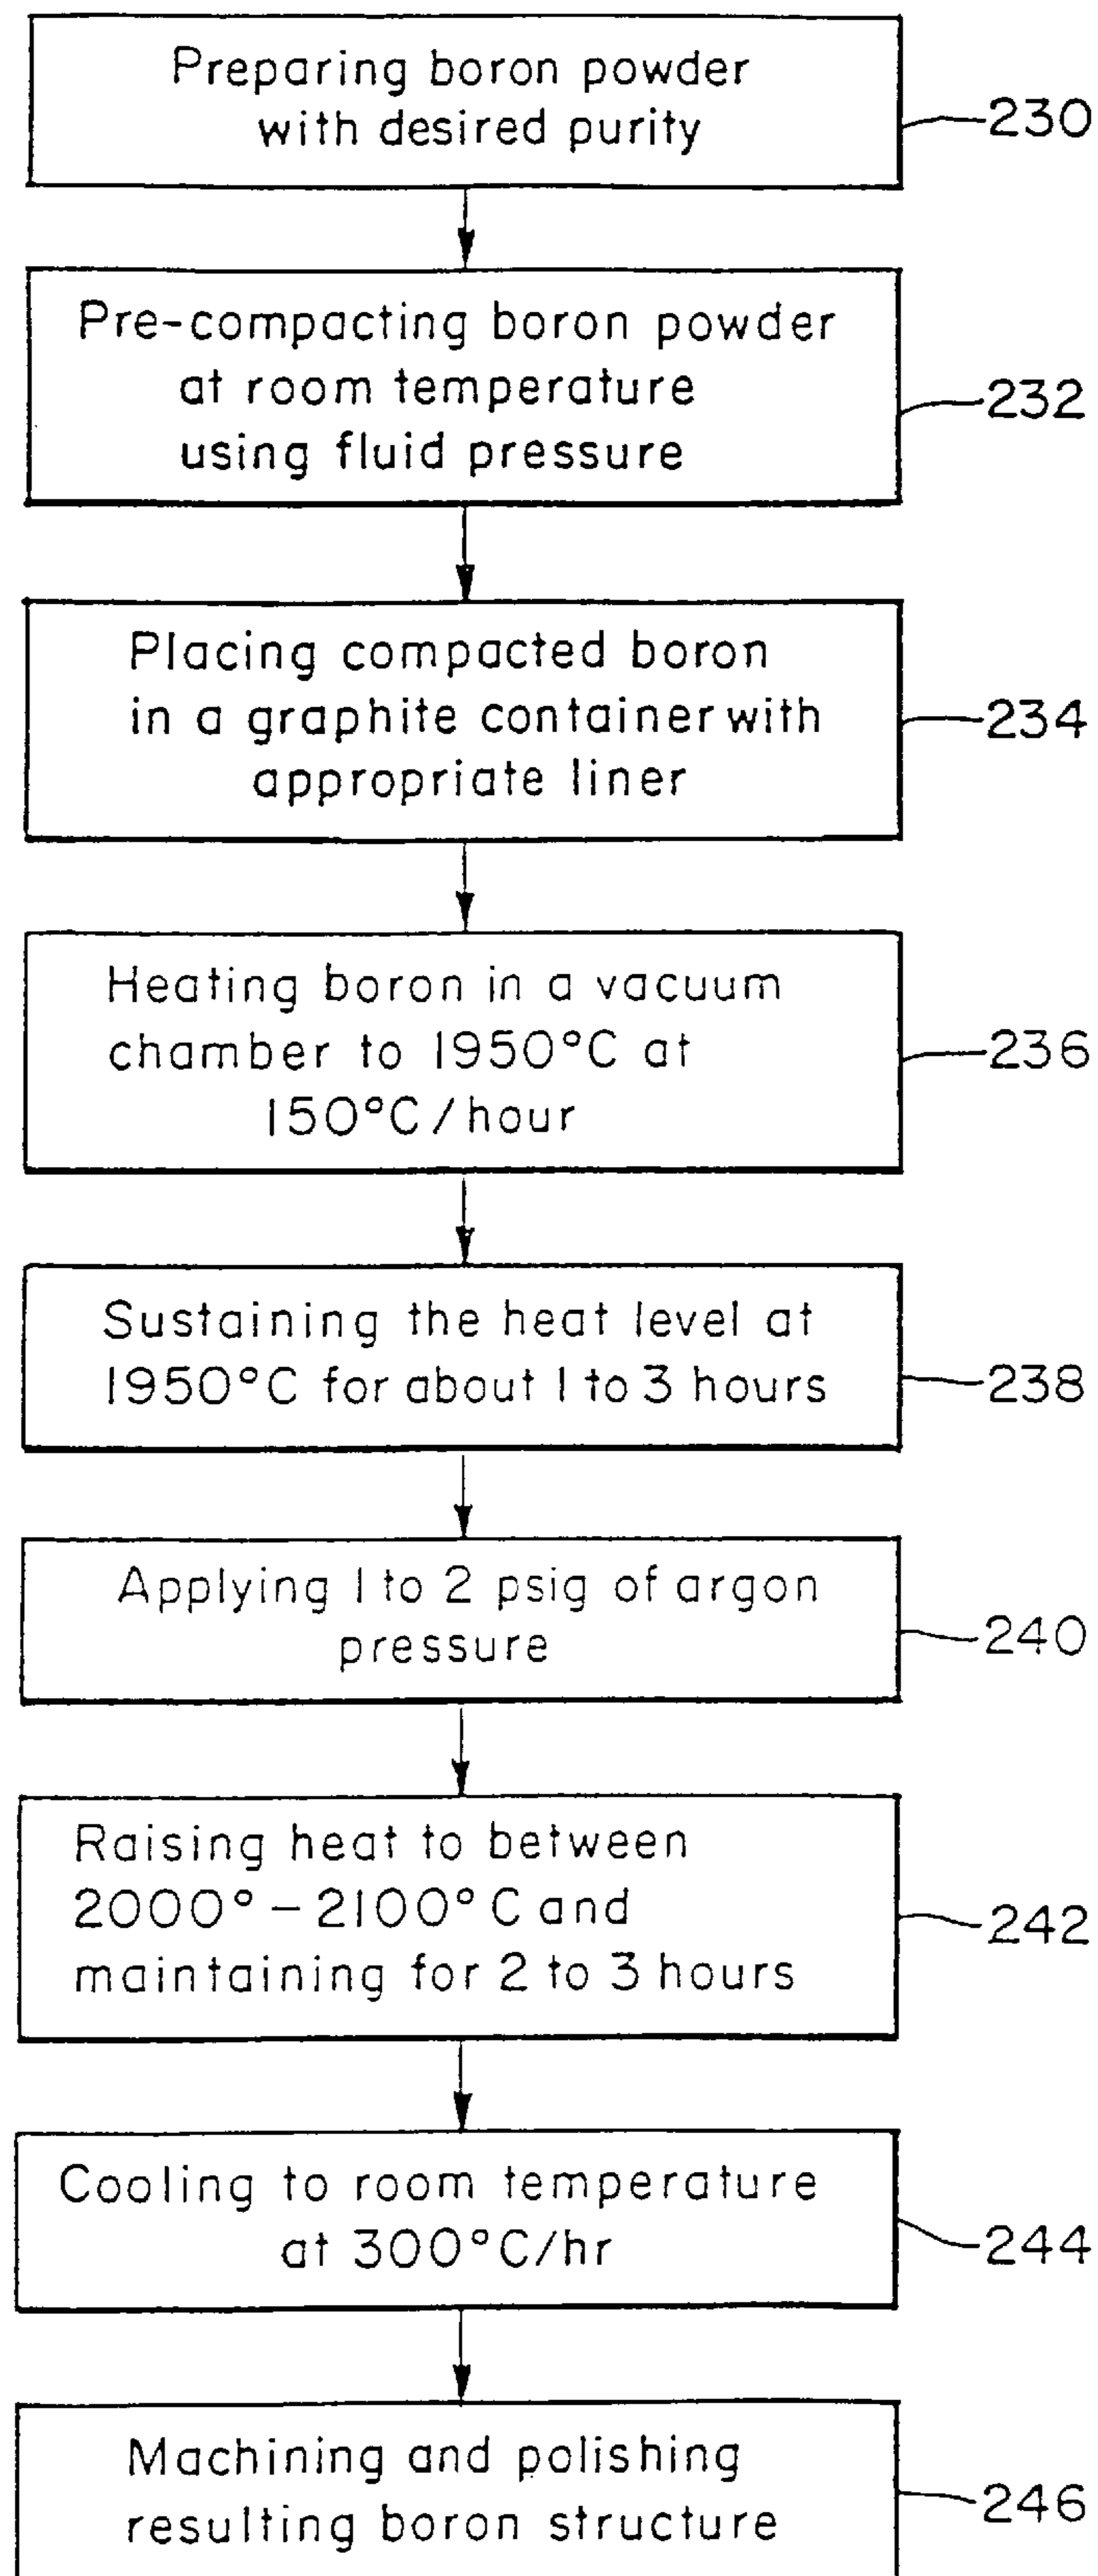 Preparing boron powder
with desired purity
230
Pre-compacting boron powder
at room temperature
using fluid pressure
232
Placing compacted boron
in a graphite container with
appropriate liner
234
Heating boron in a vacuum
chamber to 1950°C at
150°C/hour
236
Sustaining the heat level at
1950°C for about 1 to 3 hours
238
Applying 1 to 2 psig of argon
pressure
240
Raising heat to between
2000° - 2100°C and
maintaining for 2 to 3 hours
242
Cooling to room temperature
at 300°C/hr
244
Machining and polishing
resulting boron structure
246